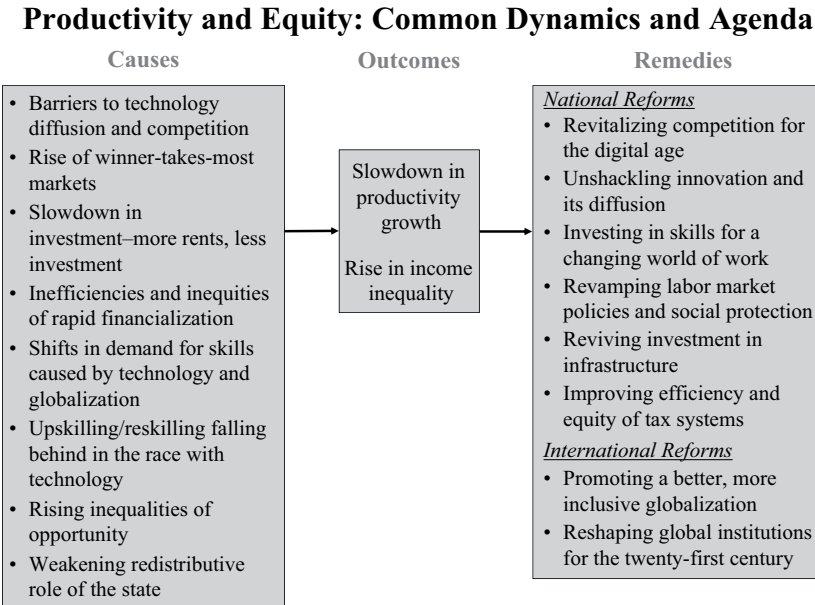 Productivity and Equity: Common Dynamics and Agenda
Causes
Outcomes
Remedies
• Barriers to technology
diffusion and competition
• Rise of winner-takes-most
markets
• Slowdown in
investment–more rents, less
investment
• Inefficiencies and inequities
of rapid financialization
• Shifts in demand for skills
caused by technology and
globalization
• Upskilling/reskilling falling
behind in the race with
technology
• Rising inequalities of
opportunity
• Weakening redistributive
role of the state
Slowdown in
productivity
growth
Rise in income
inequality
National Reforms
• Revitalizing competition for
the digital age
• Unshackling innovation and
its diffusion
• Investing in skills for a
changing world of work
• Revamping labor market
policies and social protection
• Reviving investment in
infrastructure
• Improving efficiency and
equity of tax systems
International Reforms
• Promoting a better, more
inclusive globalization
• Reshaping global institutions
for the twenty-first century